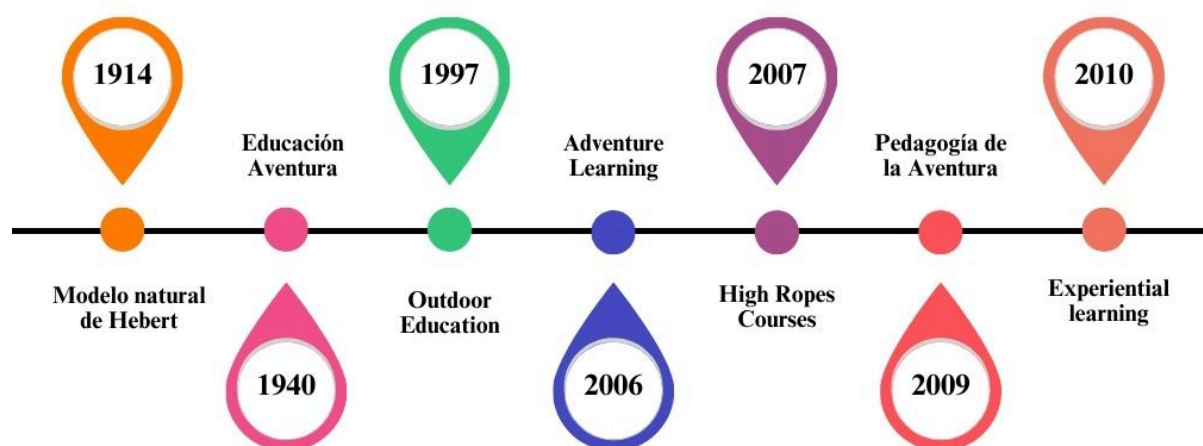 1914
Modelo natural
de Hebert
Educación
Aventura
1940
1997
Outdoor
Education
Adventure
Learning
2006
2007
High Ropes
Courses
Pedagogía de
la Aventura
2009
2010
Experiential
learning